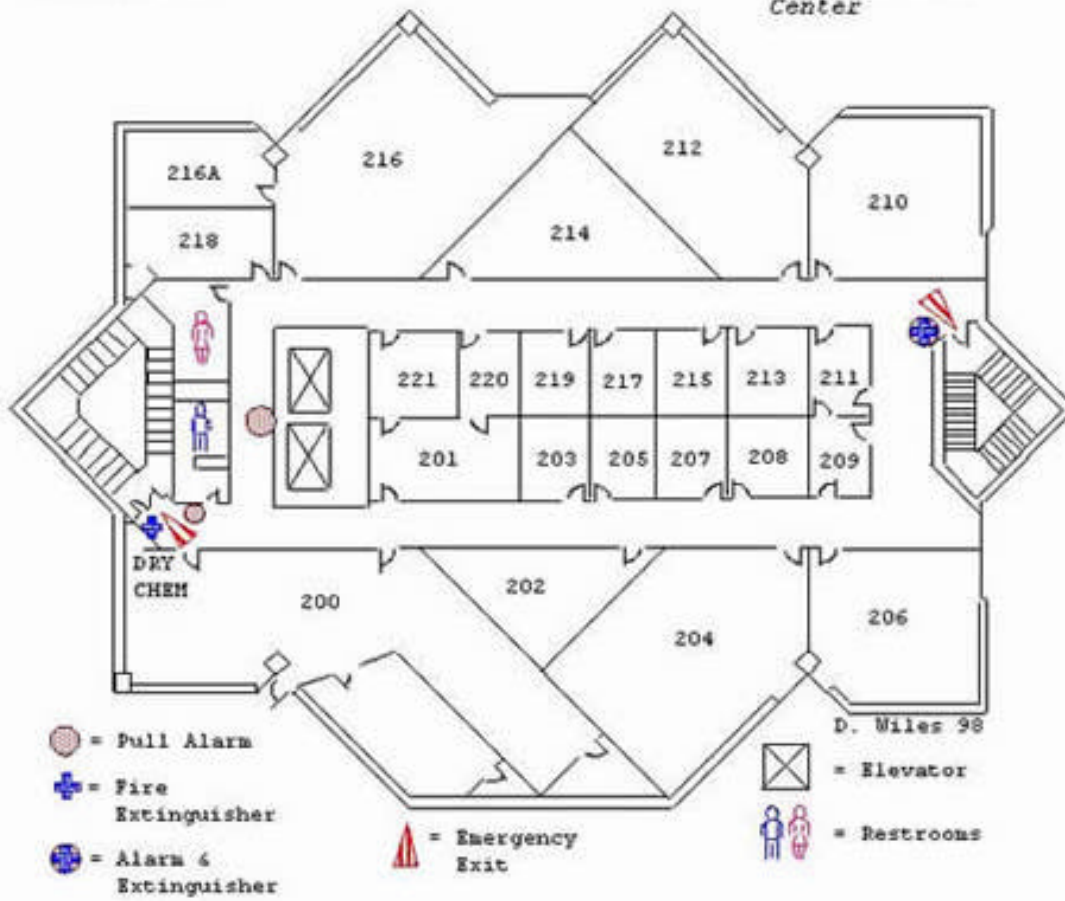 Center
216
212
216A
210
218
214
221
220
219
217
215
213
211
201
203
205
207
208
209
DRY
CHEM
200
202
204
206
D. Wiles 98
= Pull Alarm
= Fire
Extinguisher
= Alarm &
Extinguisher
= Emergency
Exit
= Elevator
= Restrooms